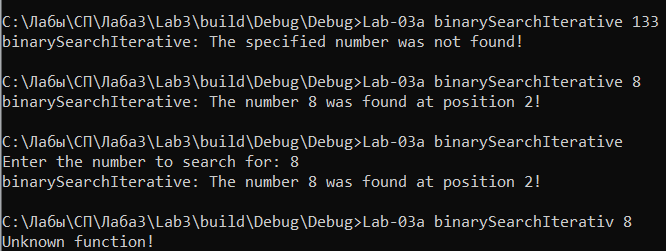 C:\Лабы\СП\Лаба3\Lab3\build\Debug\Debug>Lab-03a binarySearchIterative 133
binarySearchIterative: The specified number was not found!
C:\Лабы\СП\Лаба3\Lab3\build\Debug\Debug>Lab-03a binarySearchIterative 8
binarySearchIterative: The number 8 was found at position 2!
C:\Лабы\СП\Лаба3\Lab3\build\Debug\Debug>Lab-03a binarySearchIterative
Enter the number to search for: 8
binarySearchIterative: The number 8 was found at position 2!
C:\Лабы\СП\Лаба3\Lab3\build\Debug\Debug>Lab-03a binarySearchIterativ 8
Unknown function!